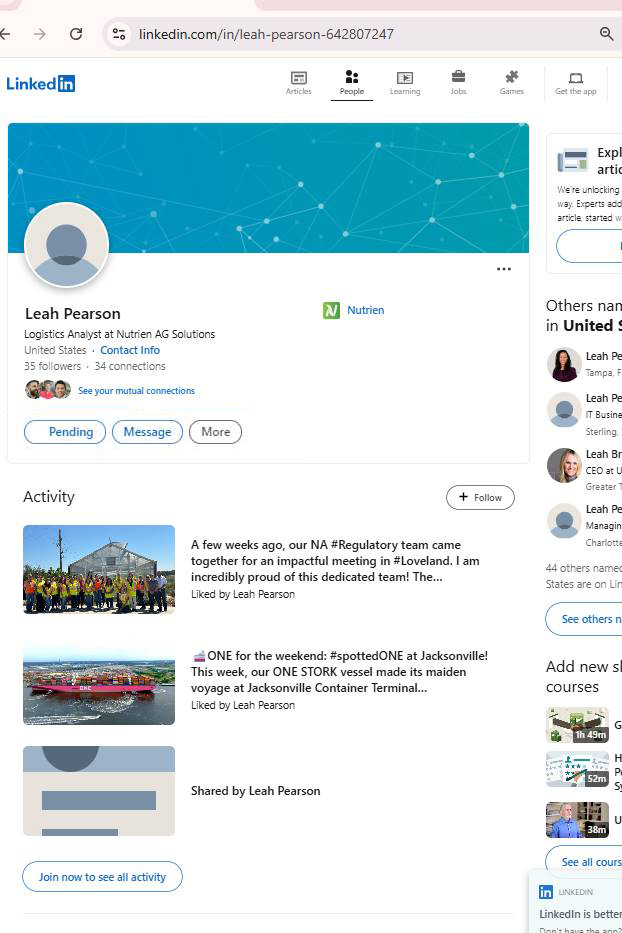 linkedin.com/in/leah-pearson-642807247
Linked in
Articles
People
Learning
Jobs
Games
Get the app
Leah Pearson
Nutrien
Logistics Analyst at Nutrien AG Solutions
United States · Contact Info
35 followers · 34 connections
See your mutual connections
Pending
Message
More
Activity
+ Follow
A few weeks ago, our NA #Regulatory team came
together for an impactful meeting in #Loveland. I am
incredibly proud of this dedicated team! The...
Liked by Leah Pearson
🚢ONE for the weekend: #spottedONE at Jacksonville!
This week, our ONE STORK vessel made its maiden
voyage at Jacksonville Container Terminal...
Liked by Leah Pearson
ONE
Shared by Leah Pearson
Join now to see all activity
Expl
artic
We're unlocking
way. Experts add
article, started w
Others nam
in United S
Leah Pe
Tampa, F
Leah Pe
IT Busine
Sterling,
Leah Br
CEO at U
Greater T
Leah Pe
Managin
Charlotte
44 others named
States are on Lin
See others n
Add new sk
courses
1h 49m
G
52m
H
P
Sy
38m
U
See all cours
in LINKEDIN
LinkedIn is better
Don't have the app?